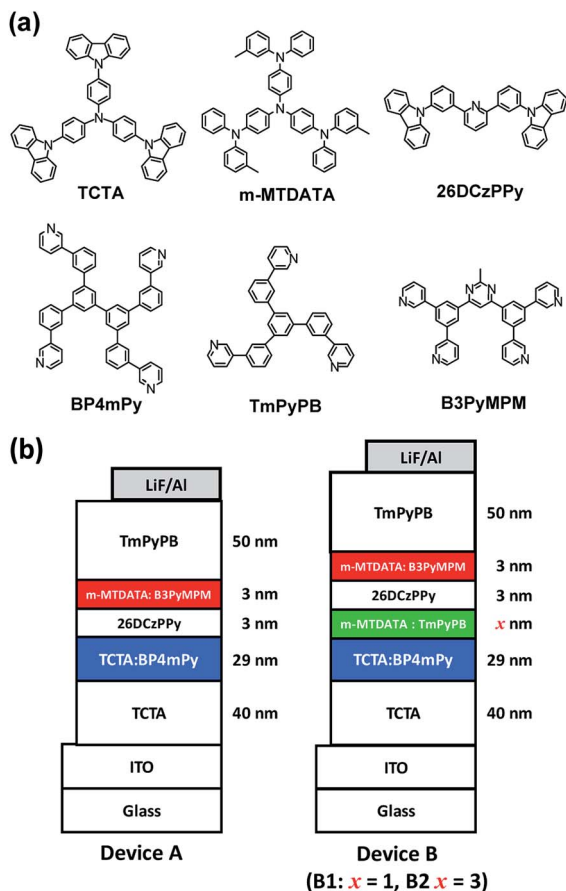 (a)
TCTA
m-MTDATA
26DCzPPy
BP4mPy
TmPyPB
B3PyMPM
(b)
LiF/Al
TmPyPB 50 nm
m-MTDATA: B3PyMPM 3 nm
26DCzPPy 3 nm
TCTA:BP4mPy 29 nm
TCTA 40 nm
ITO
Glass
Device A
LiF/Al
TmPyPB 50 nm
m-MTDATA: B3PyMPM 3 nm
26DCzPPy 3 nm
m-MTDATA : TmPyPB x nm
TCTA:BP4mPy 29 nm
TCTA 40 nm
ITO
Glass
Device B
(B1: x = 1, B2 x = 3)